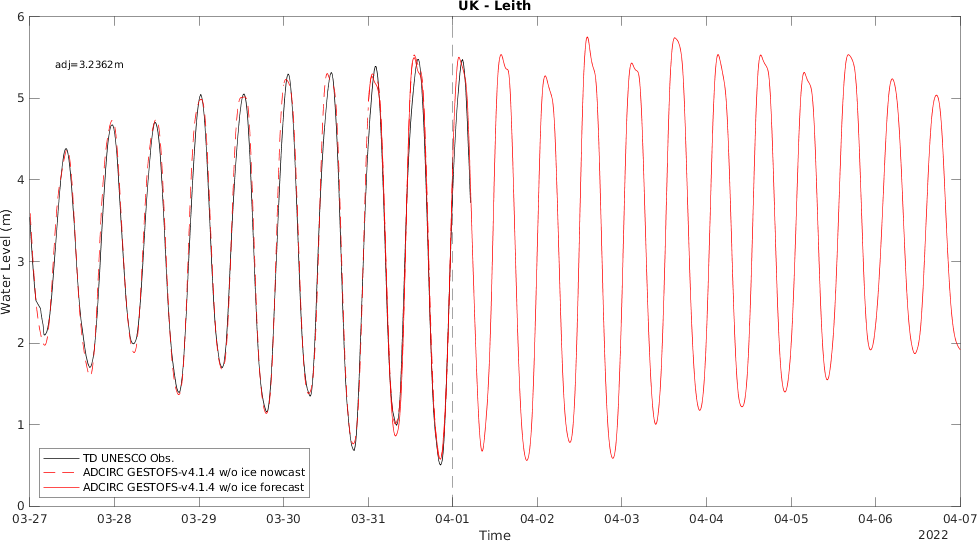 UK - Leith
adj=3.2362m
Water Level (m)
6
5
4
3
2
1
0
TD UNESCO Obs.
ADCIRC GESTOFS-v4.1.4 w/o ice nowcast
ADCIRC GESTOFS-v4.1.4 w/o ice forecast
03-27 03-28 03-29 03-30 03-31 04-01 04-02 04-03 04-04 04-05 04-06 04-07
Time
2022